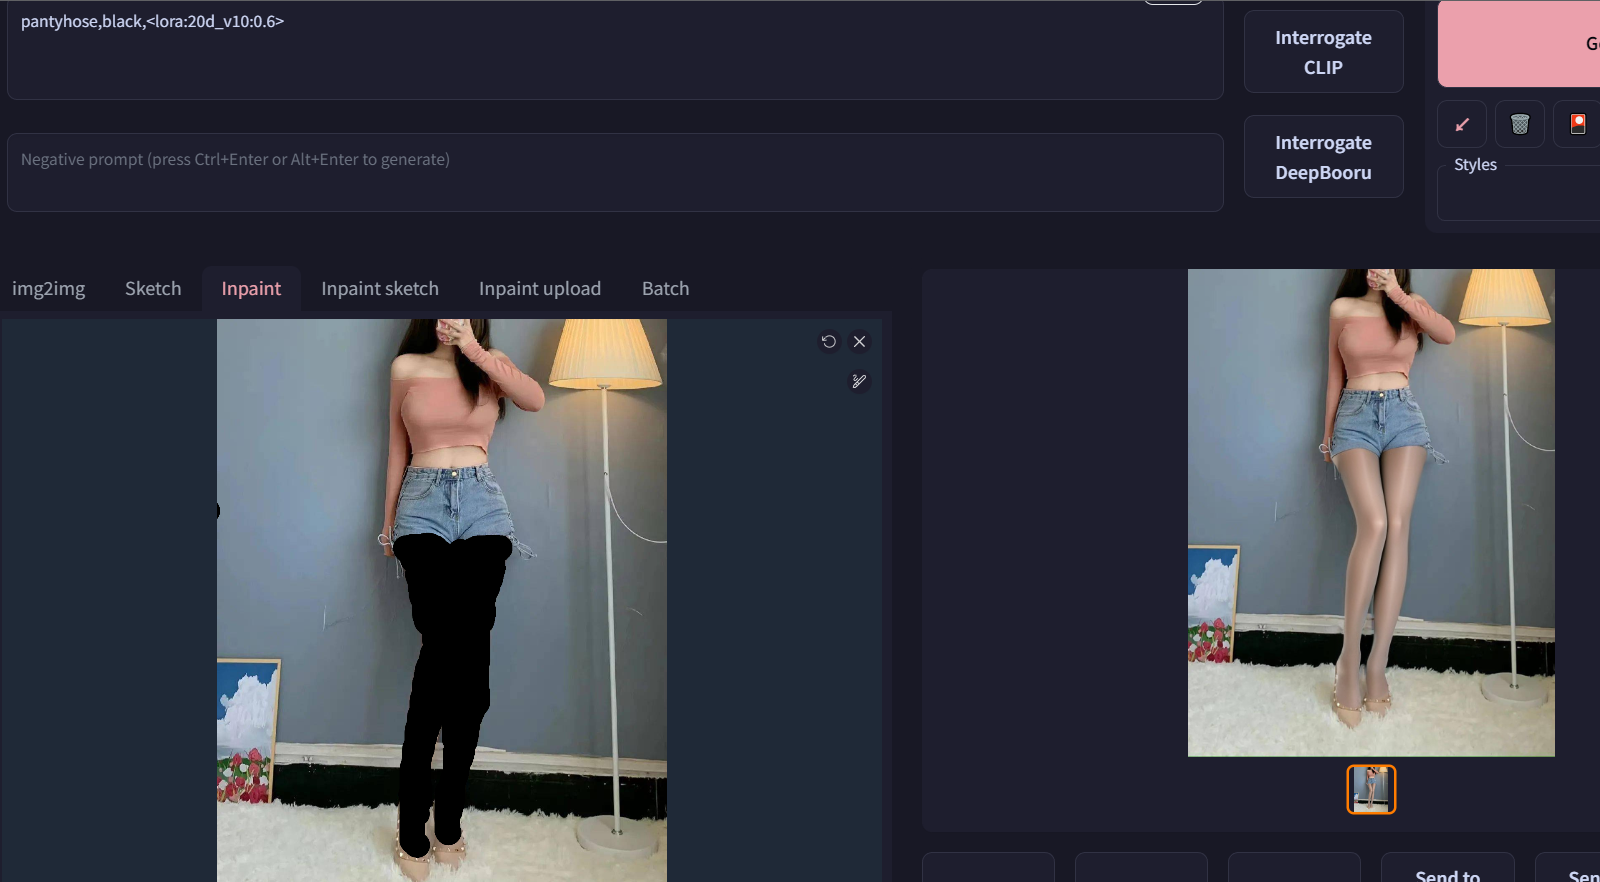 pantyhose,black,<lora:20d_v10:0.6>
Interrogate
CLIP
Negative prompt (press Ctrl+Enter or Alt+Enter to generate)
Interrogate
DeepBooru
Styles
img2img
Sketch
Inpaint
Inpaint sketch
Inpaint upload
Batch
Send to